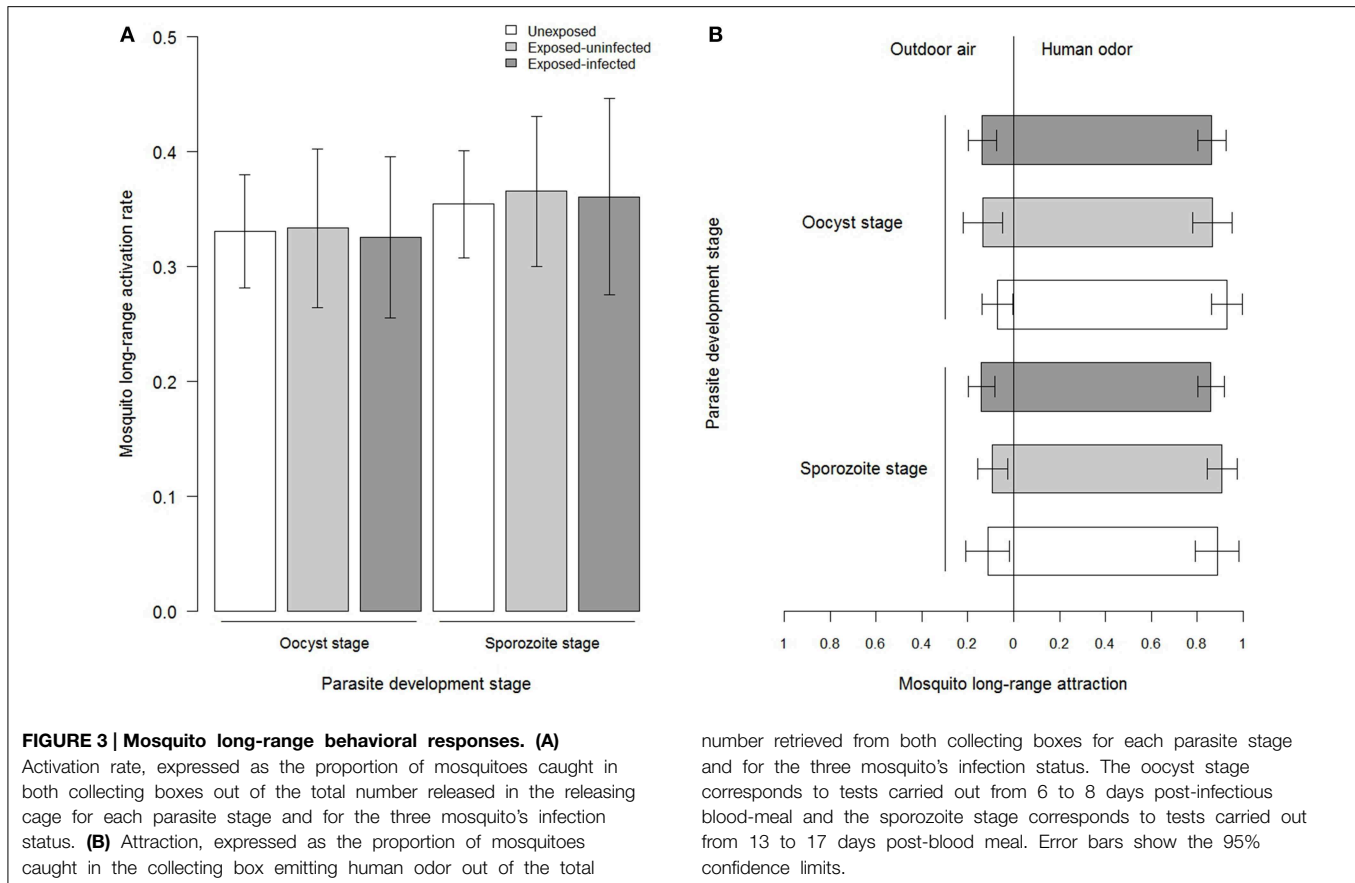 A
0.5
0.4
0.3
0.2
0.1
0.0
Mosquito long-range activation rate
Unexposed
Exposed-uninfected
Exposed-infected
Oocyst stage
Sporozoite stage
Parasite development stage
B
Outdoor air
Human odor
Parasite development stage
Oocyst stage
Sporozoite stage
1 0.8 0.6 0.4 0.2 0 0.2 0.4 0.6 0.8 1
Mosquito long-range attraction
FIGURE 3 | Mosquito long-range behavioral responses. (A)
Activation rate, expressed as the proportion of mosquitoes caught in
both collecting boxes out of the total number released in the releasing
cage for each parasite stage and for the three mosquito's infection
status. (B) Attraction, expressed as the proportion of mosquitoes
caught in the collecting box emitting human odor out of the total
number retrieved from both collecting boxes for each parasite stage
and for the three mosquito's infection status. The oocyst stage
corresponds to tests carried out from 6 to 8 days post-infectious
blood-meal and the sporozoite stage corresponds to tests carried out
from 13 to 17 days post-blood meal. Error bars show the 95%
confidence limits.